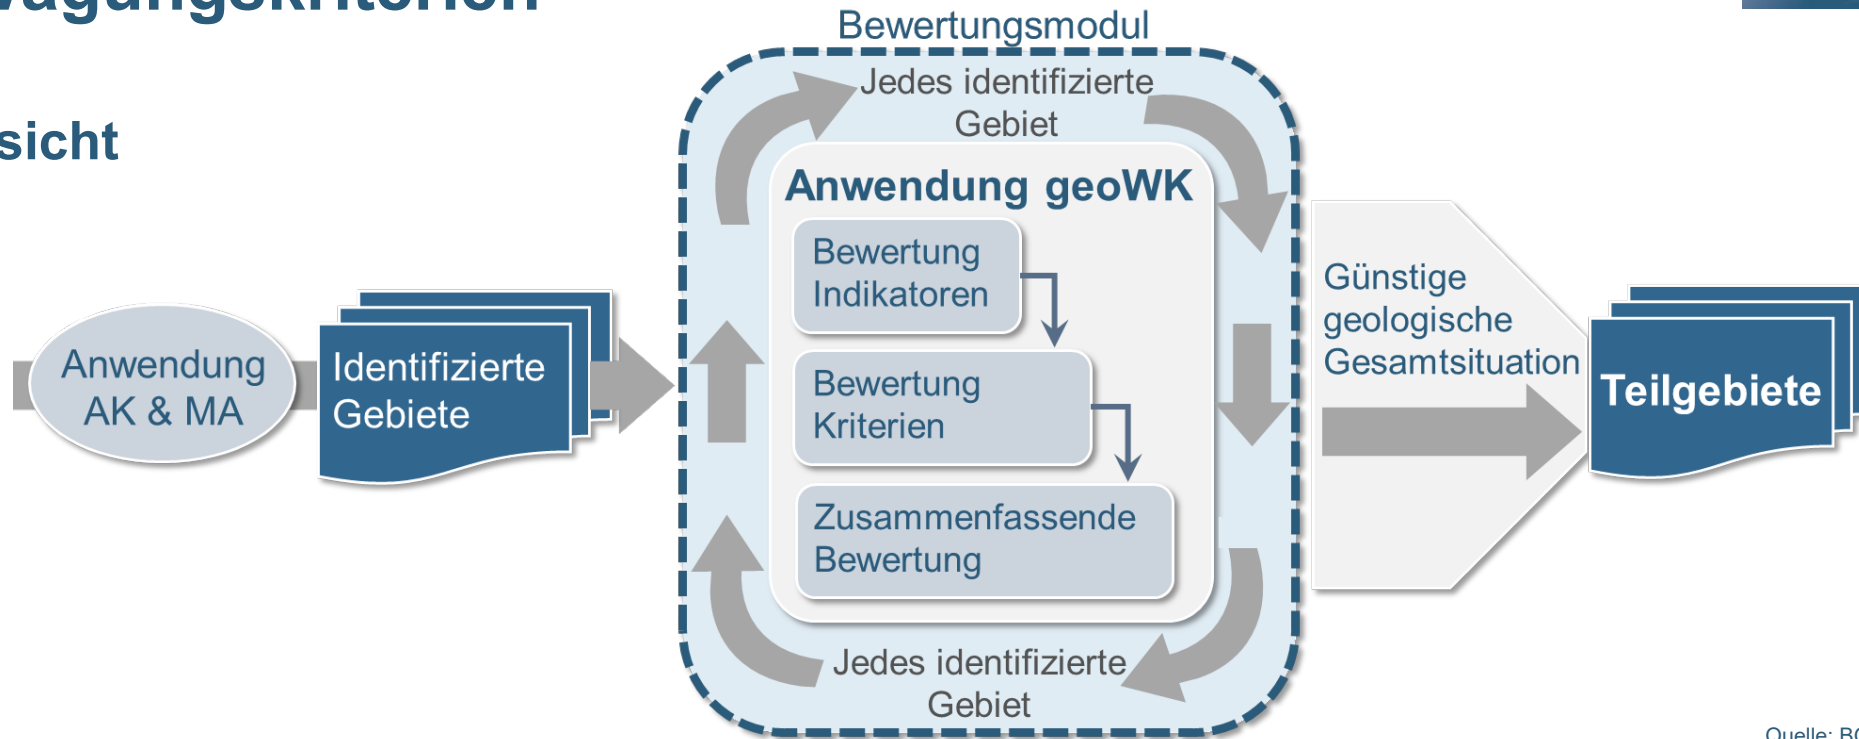 sicht
Bewertungsmodul
Jedes identifizierte
Gebiet
Anwendung geoWK
Bewertung
Indikatoren
Bewertung
Kriterien
Zusammenfassende
Bewertung
Jedes identifizierte
Gebiet
Anwendung
AK & MA
Identifizierte
Gebiete
Günstige
geologische
Gesamtsituation
Teilgebiete
Quelle: